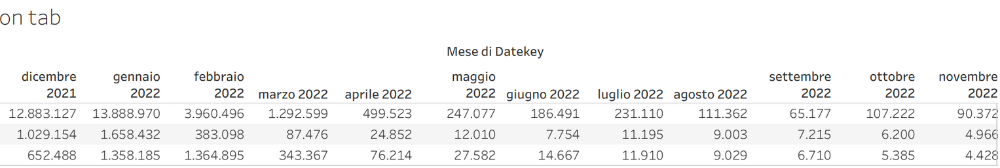 on tab
Mese di Datekey
dicembre 2021 gennaio 2022 febbraio 2022 marzo 2022 aprile 2022 maggio 2022 giugno 2022 luglio 2022 agosto 2022 settembre 2022 ottobre 2022 novembre 2022
12.883.127 13.888.970 3.960.496 1.292.599 499.523 247.077 186.491 231.110 111.362 65.177 107.222 90.372
1.029.154 1.658.432 383.098 87.476 24.852 12.010 7.754 11.195 9.003 7.215 6.200 4.966
652.488 1.358.185 1.364.895 343.367 76.214 27.582 14.667 11.910 9.029 6.710 5.385 4.428